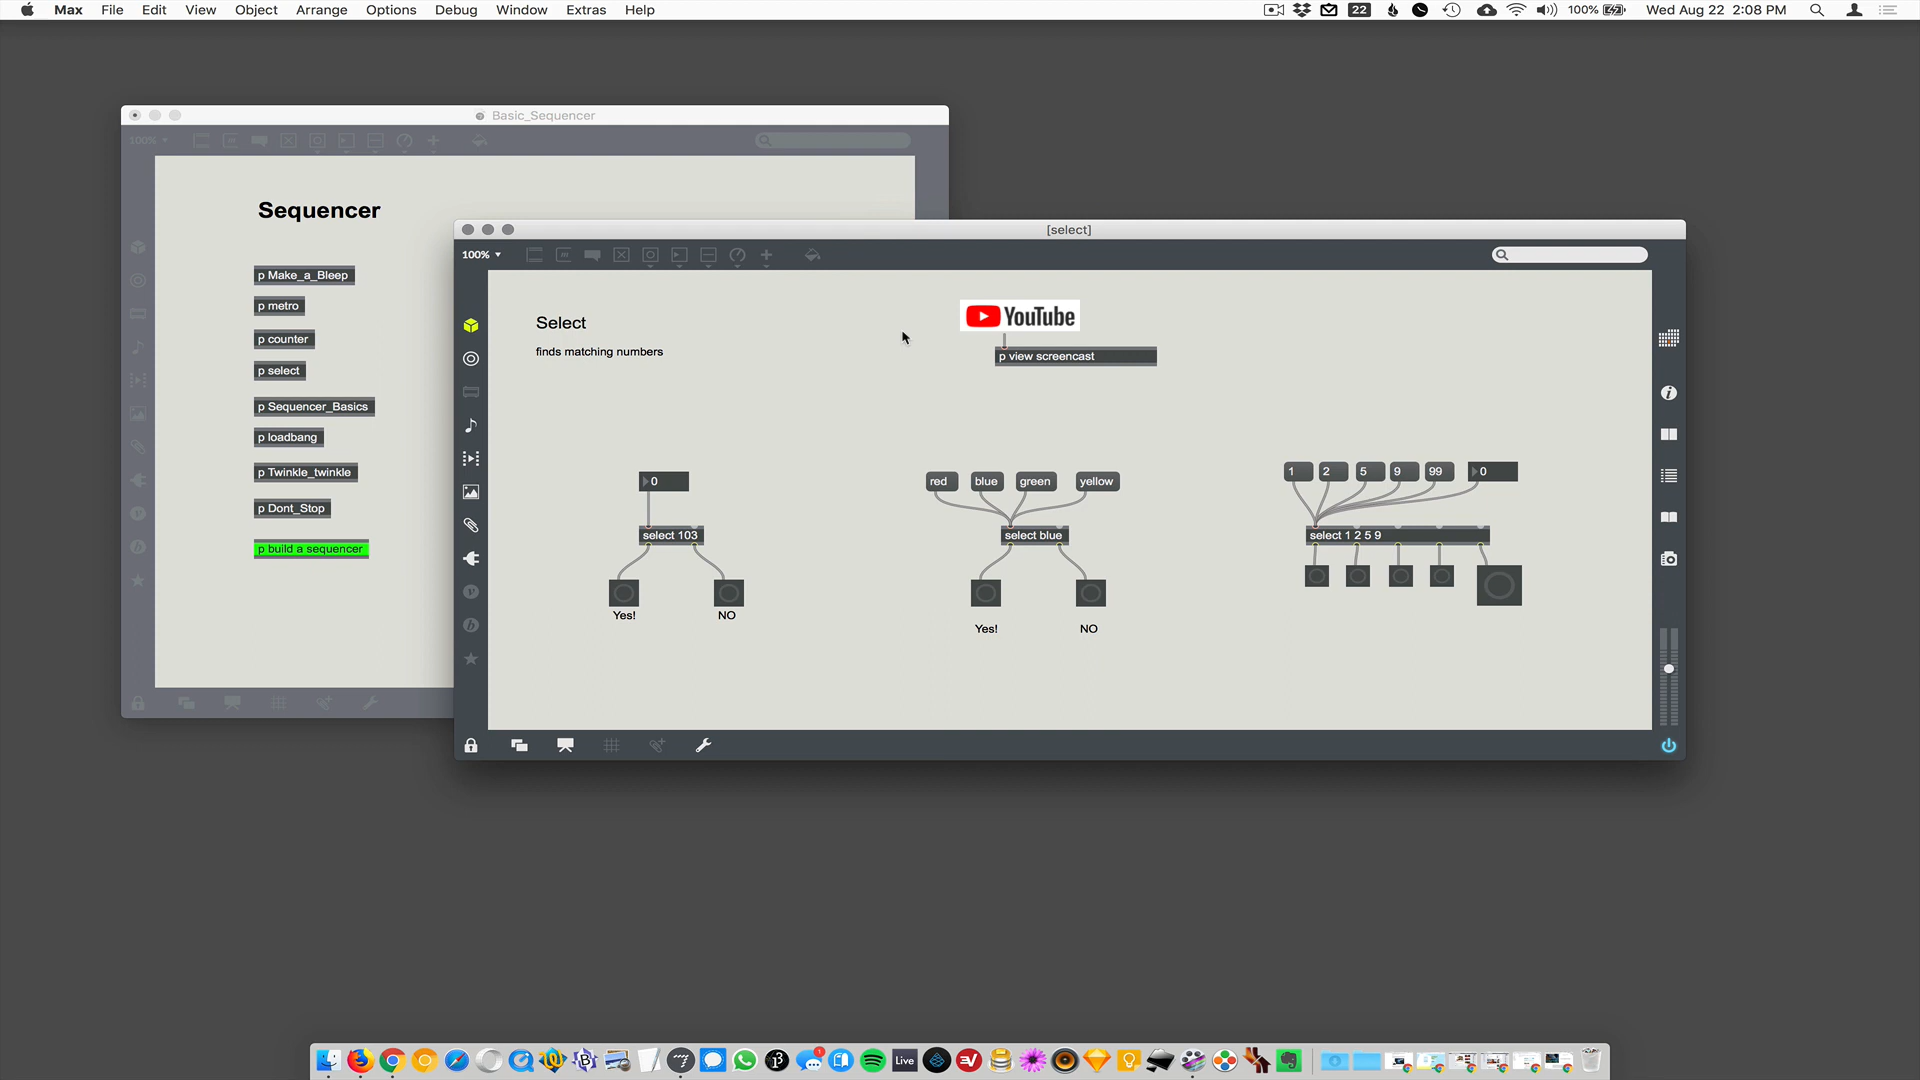 Max File Edit View Object Arrange Options Debug Window Extras Help 22 100% Wed Aug 22 2:08 PM
Basic_Sequencer
100%
Sequencer
p Make_a_Bleep
p metro
p counter
p select
p Sequencer_Basics
p loadbang
p Twinkle_twinkle
p Dont_Stop
p build a sequencer
[select]
100%
Select
finds matching numbers
YouTube
p view screencast
0
select 103
Yes! NO
red blue green yellow
select blue
Yes! NO
1 2 5 9 99 0
select 1 2 5 9
Live